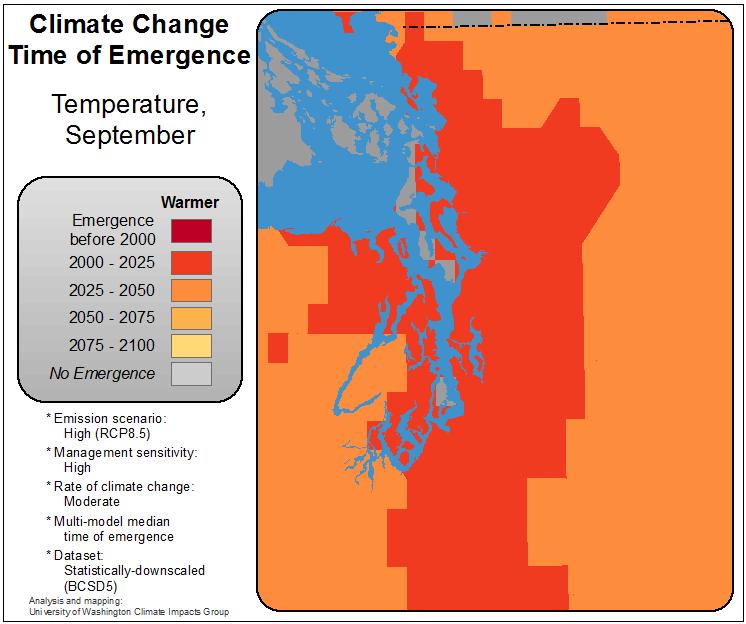 Climate Change
Time of Emergence
Temperature,
September
Warmer
Emergence
before 2000
2000 - 2025
2025 - 2050
2050 - 2075
2075 - 2100
No Emergence
* Emission scenario:
High (RCP8.5)
* Management sensitivity:
High
* Rate of climate change:
Moderate
* Multi-model median
time of emergence
* Dataset:
Statistically-downscaled
(BCSD5)
Analysis and mapping:
University of Washington Climate Impacts Group